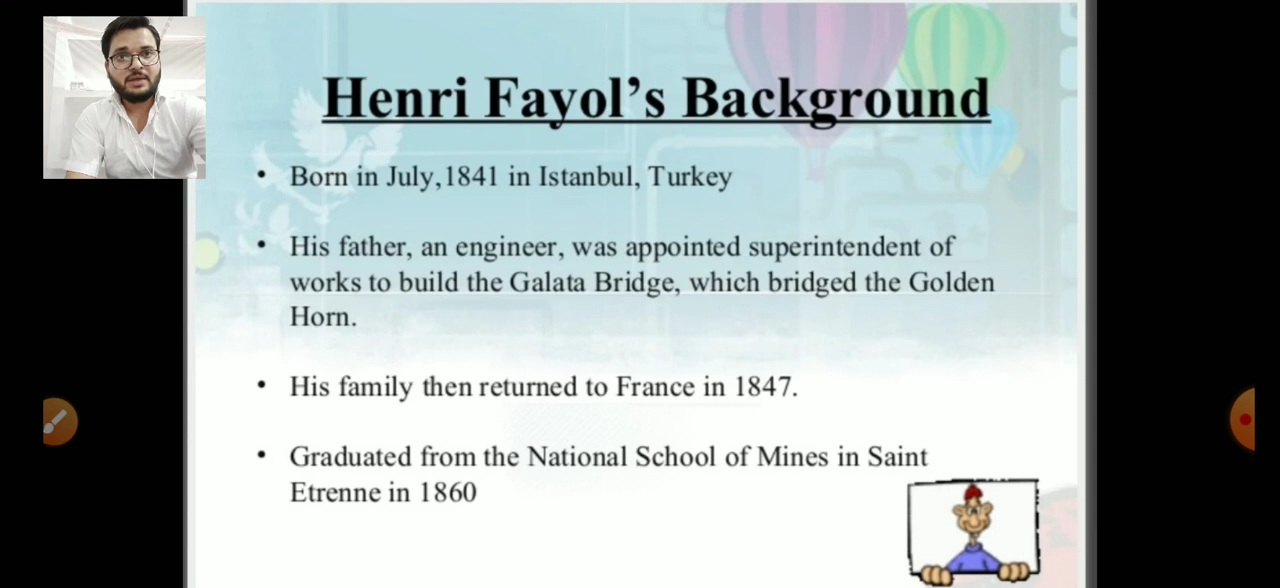 Henri Fayol’s Background
• Born in July,1841 in Istanbul, Turkey
• His father, an engineer, was appointed superintendent of
works to build the Galata Bridge, which bridged the Golden
Horn.
• His family then returned to France in 1847.
• Graduated from the National School of Mines in Saint
Etrenne in 1860